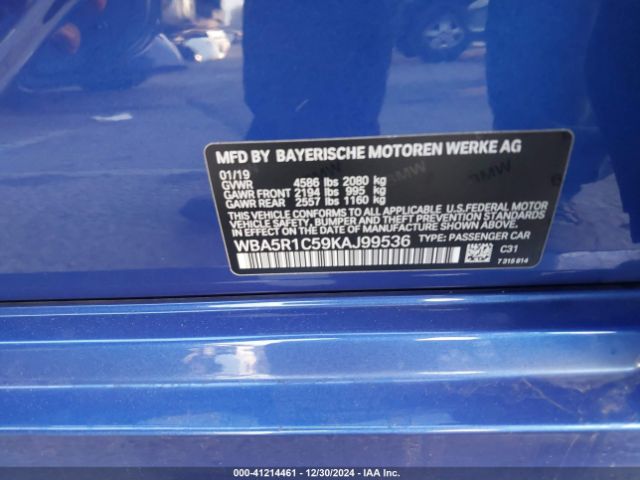 MFD BY BAYERISCHE MOTOREN WERKE AG
01/19
GVWR 4586 lbs 2080 kg
GAWR FRONT 2194 lbs 995 kg
GAWR REAR 2557 lbs 1160 kg
THIS VEHICLE CONFORMS TO ALL APPLICABLE U.S.FEDERAL MOTOR
VEHICLE SAFETY, BUMPER, AND THEFT PREVENTION STANDARDS
IN EFFECT ON THE DATE OF MANUFACTURE SHOWN ABOVE.
WBA5R1C59KAJ99536 TYPE: PASSENGER CAR
C31
7 315 814
000-41214461 - 12/30/2024 - IAA Inc.